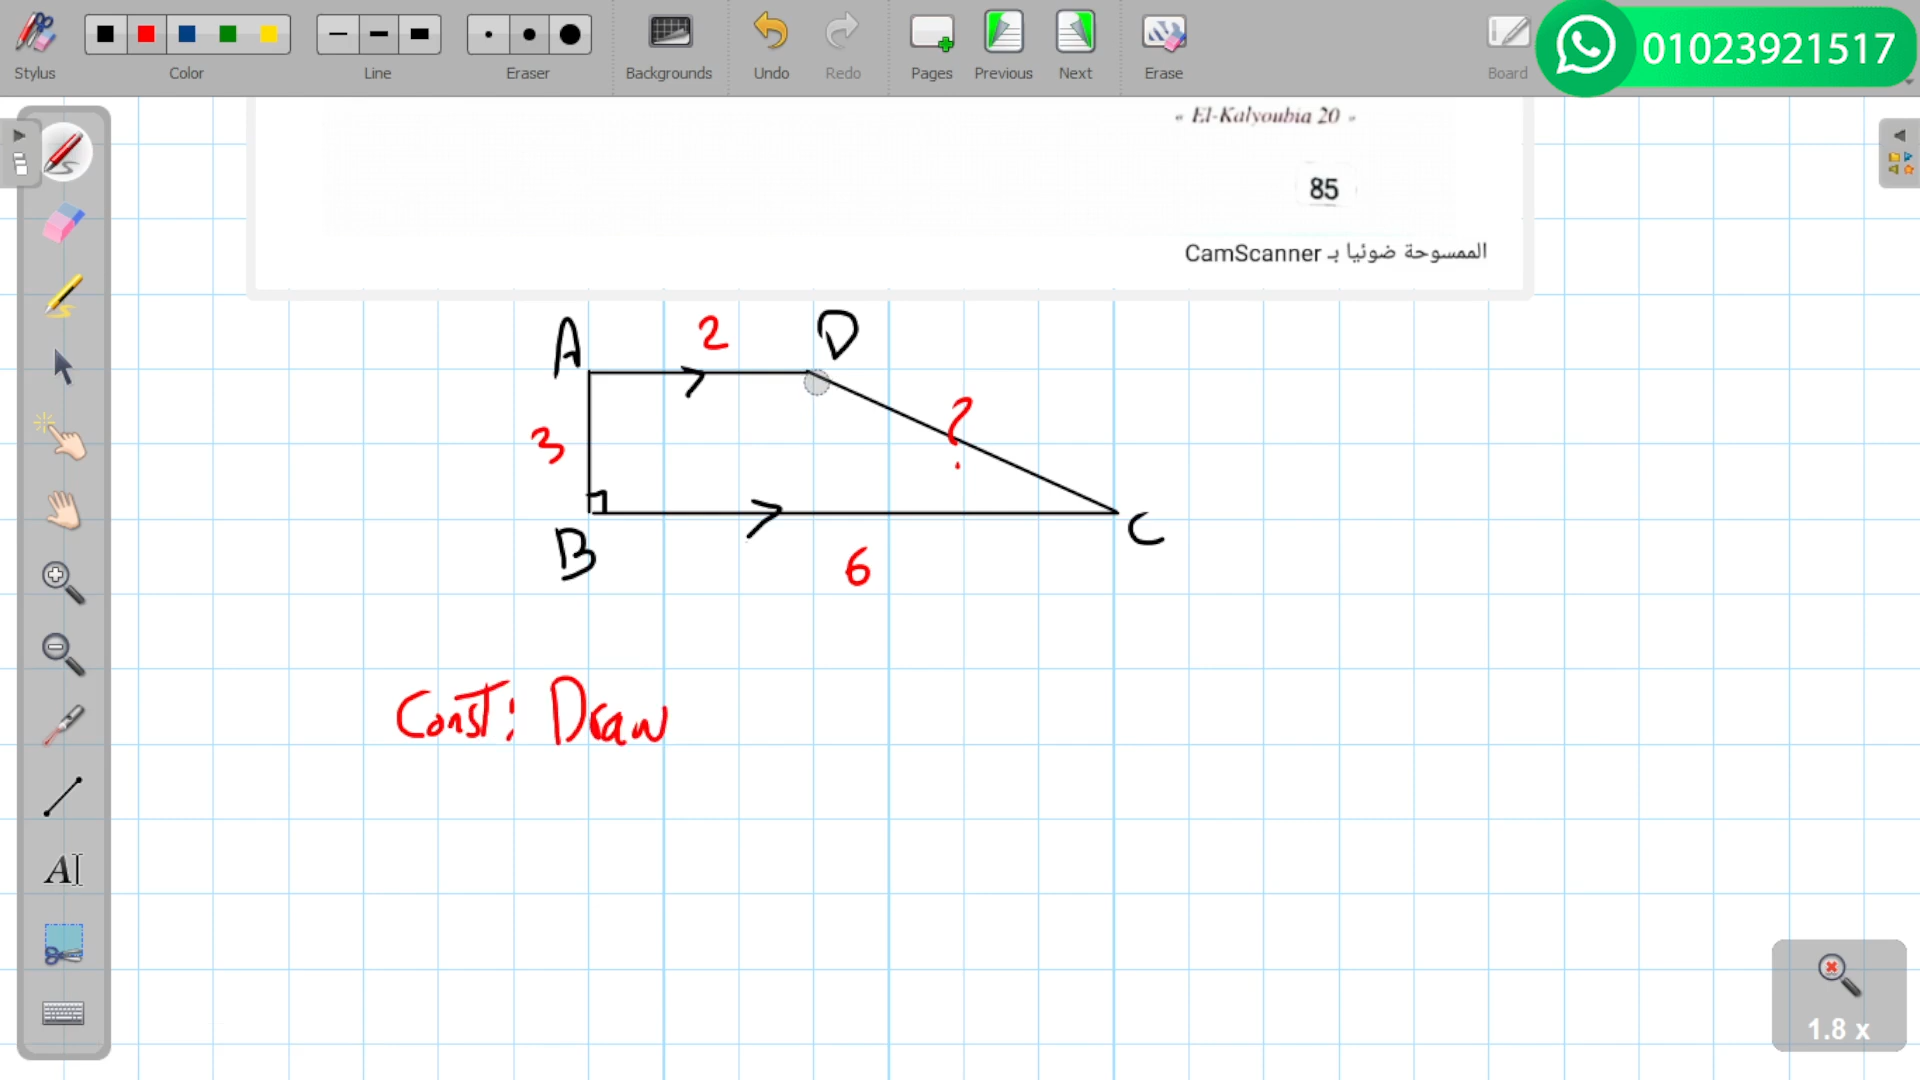 Stylus
Color
Line
Eraser
Backgrounds
Undo
Redo
Pages
Previous
Next
Erase
Board
01023921517
« El-Kalyoubia 20 »
85
الممسوحة ضوئيا بـ CamScanner
A
2
D
3
?
B
6
C
Const: Draw
1.8 x